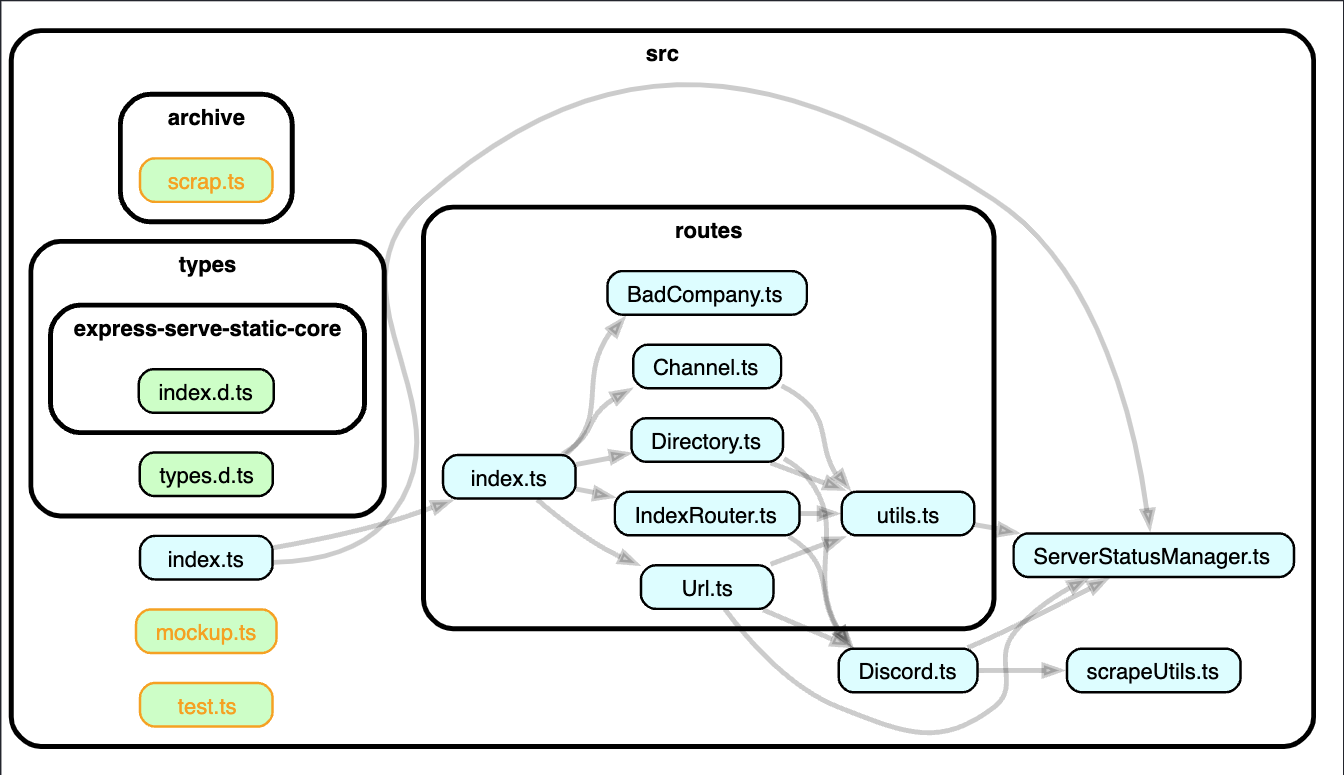 src
archive
scrap.ts
types
express-serve-static-core
index.d.ts
types.d.ts
index.ts
mockup.ts
test.ts
routes
BadCompany.ts
Channel.ts
Directory.ts
index.ts
IndexRouter.ts
utils.ts
Url.ts
ServerStatusManager.ts
Discord.ts
scrapeUtils.ts